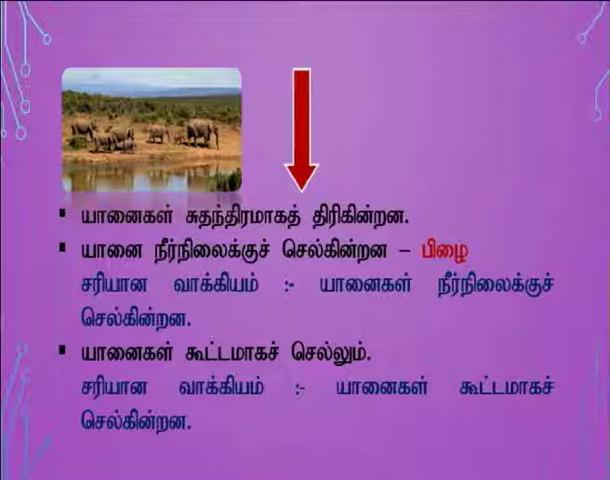 யானைகள் சுதந்திரமாகத் திரிகின்றன.
யானை நீர்நிலைக்குச் செல்கின்றன – பிழை
சரியான வாக்கியம் :- யானைகள் நீர்நிலைக்குச்
செல்கின்றன.
யானைகள் கூட்டமாகச் செல்லும்.
சரியான வாக்கியம் :- யானைகள் கூட்டமாகச்
செல்கின்றன.